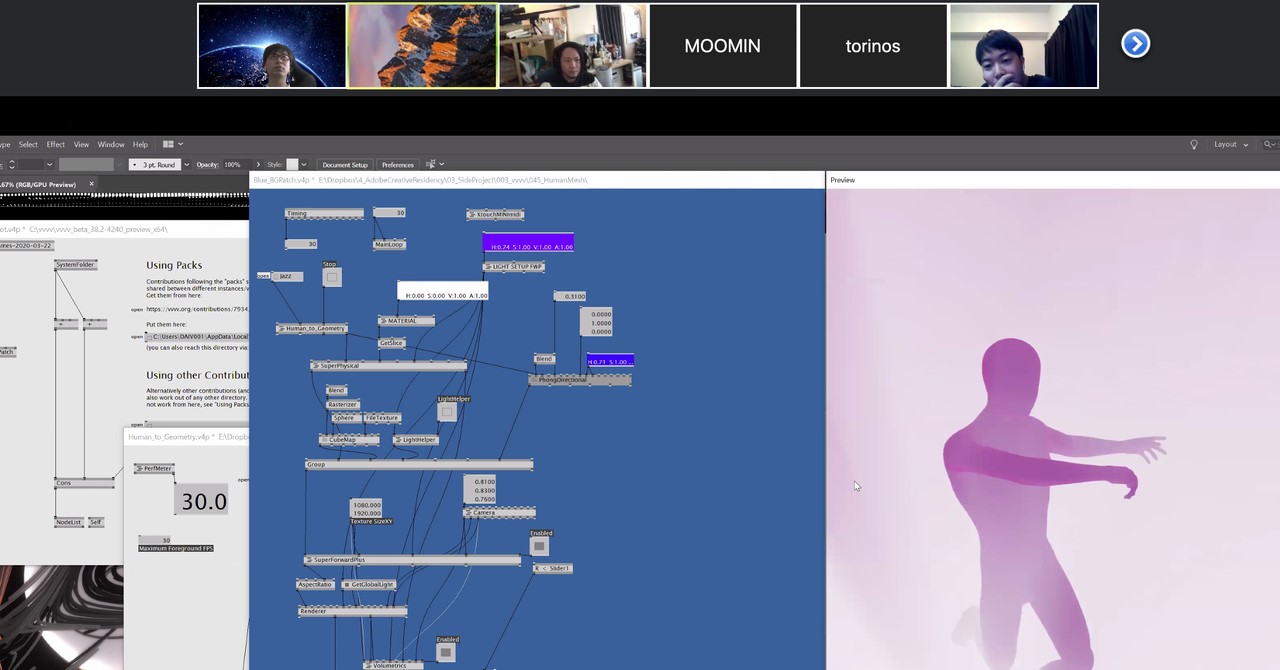 MOOMIN
torinos
Select Effect View Window Help
Layout
3 pt. Round
Opacity: 100%
Style:
Document Setup
Preferences
.67% (RGB/GPU Preview)
Blue_BGPatch.v4p * E:\Dropbox\4_AdobeCreativeResidency\03_SideProject\003_vvvv\045_HumanMesh\
Preview
ot.v4p * C:\vvvv\vvvv_beta_38.2-4240_preview_x64\
ames-2020-03-22
SystemFolder
Using Packs
Contributions following the "packs" s
shared between different instances/v
Get them from here:
open https://vvvv.org/contributions/7934
Put them here:
open C:\Users\DAIV001\AppData\Local
(you can also reach this directory via:
Using other Contribut
Alternatively other contributions (and
also work out of any other directory.
not work from here, see "Using Packs
Patch
Cons
NodeList
Self
Human_to_Geometry.v4p * E:\Dropbo
PerfMeter
open
30.0
30
Maximum Foreground FPS
Timing
30
30
MainLoop
XtouchMINImidi
H:0.74 S:1.00 V:1.00 A:1.00
LIGHT SETUP FWP
open
Jazz
Stop
H:0.00 S:0.00 V:1.00 A:1.00
0.3100
0.0000
1.0000
0.0000
Human_to_Geometry
MATERIAL
GetSlice
SuperPhysical
Blend
H:0.71 S:1.00 ...
PhongDirectional
Blend
Rasterizer
Sphere
FileTexture
LightHelper
CubeMap
LightHelper
Group
0.8100
0.8300
0.7600
Camera
1080.000
1920.000
Texture SizeXY
Enabled
SuperForwardPlus
R < Slider1
AspectRatio
GetGlobalLight
Renderer
Enabled
Volumetrics